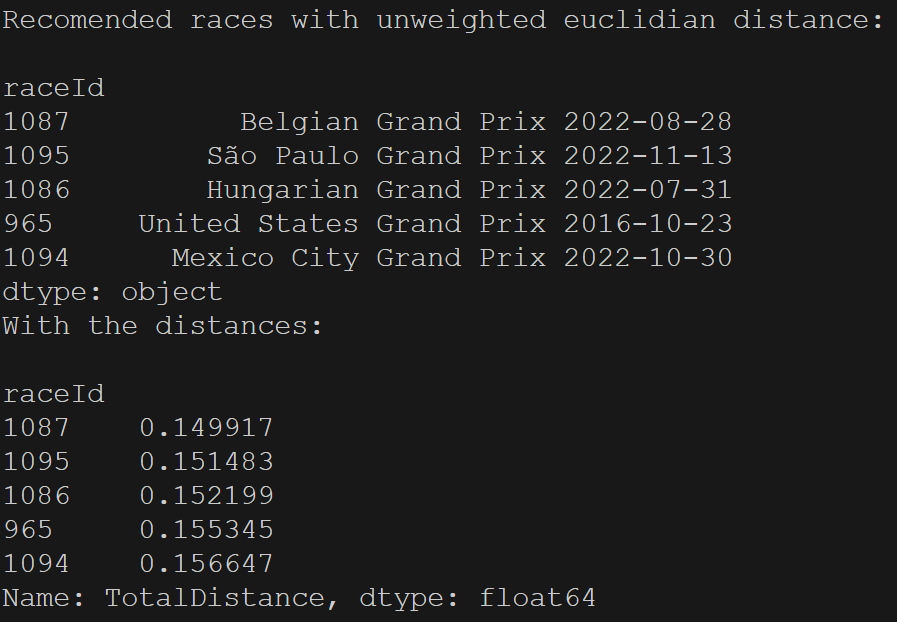 Recomended races with unweighted euclidian distance:
raceId
1087          Belgian Grand Prix 2022-08-28
1095        São Paulo Grand Prix 2022-11-13
1086        Hungarian Grand Prix 2022-07-31
965     United States Grand Prix 2016-10-23
1094      Mexico City Grand Prix 2022-10-30
dtype: object
With the distances:
raceId
1087    0.149917
1095    0.151483
1086    0.152199
965     0.155345
1094    0.156647
Name: TotalDistance, dtype: float64